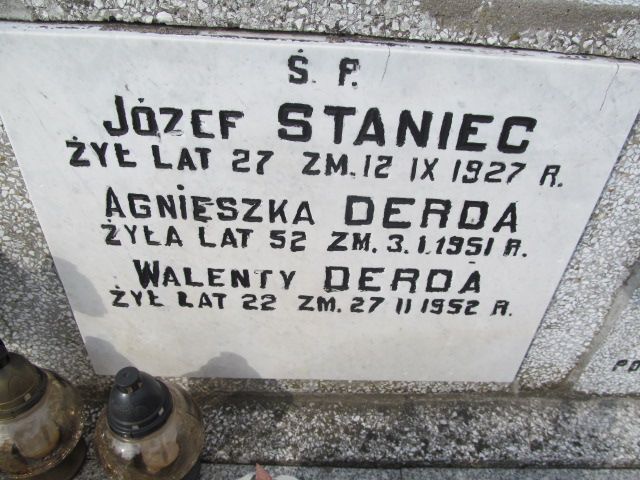 Ś. P.
JÓZEF STANIEC
ŻYŁ LAT 27 ZM. 12 IX 1927 R.
AGNIESZKA DERDA
ŻYŁA LAT 52 ZM. 3. I. 1951 R.
WALENTY DERDA
ŻYŁ LAT 22 ZM. 27 II 1952 R.